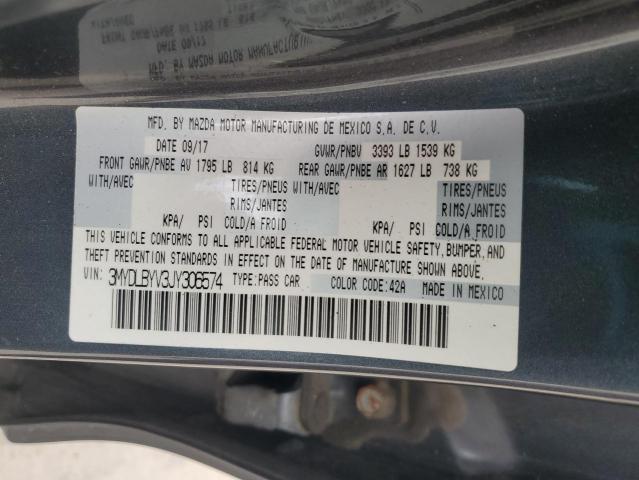 MFD. BY MAZDA MOTOR MANUFACTURING DE MEXICO S.A. DE C.V.
DATE 09/17 GVWR/PNBV 3393 LB 1539 KG
FRONT GAWR/PNBE AV 1795 LB 814 KG REAR GAWR/PNBE AR 1627 LB 738 KG
WITH/AVEC TIRES/PNEUS WITH/AVEC TIRES/PNEUS
RIMS/JANTES RIMS/JANTES
KPA/ PSI COLD/A FROID KPA/ PSI COLD/A FROID
THIS VEHICLE CONFORMS TO ALL APPLICABLE FEDERAL MOTOR VEHICLE SAFETY, BUMPER, AND
THEFT PREVENTION STANDARDS IN EFFECT ON THE DATE OF MANUFACTURE SHOWN ABOVE.
VIN: 3MYDLBYV3JY306574 TYPE:PASS CAR COLOR CODE:42A MADE IN MEXICO